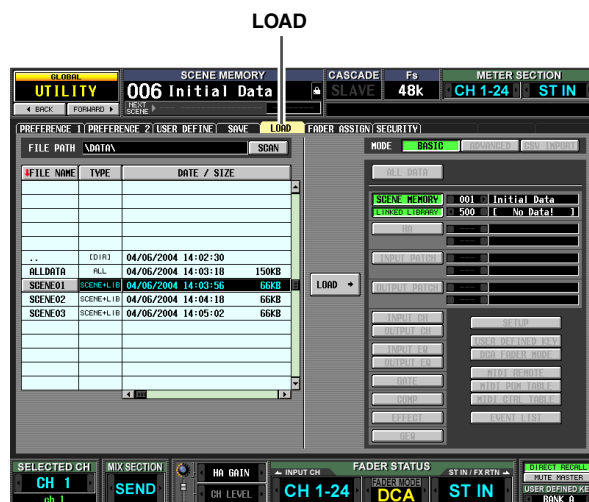 LOAD
GLOBAL SCENE MEMORY CASCADE Fs METER SECTION
UTILITY 006 Initial Data SLAVE 48k CH 1-24 ST IN
BACK FORWARD NEXT SCENE
PREFERENCE 1 PREFERENCE 2 USER DEFINE SAVE LOAD FADER ASSIGN SECURITY
FILE PATH \DATA\ SCAN MODE BASIC ADVANCED CSV IMPORT
FILE NAME TYPE DATE / SIZE
ALL DATA
SCENE MEMORY 001 Initial Data
LINKED LIBRARY 500 [ No Data! ]
HA
.. [DIR] 04/06/2004 14:02:30
ALLDATA ALL 04/06/2004 14:03:18 150KB
SCENE01 SCENE+LIB 04/06/2004 14:03:56 66KB
SCENE02 SCENE+LIB 04/06/2004 14:04:18 66KB
SCENE03 SCENE+LIB 04/06/2004 14:05:02 66KB
LOAD
INPUT PATCH
OUTPUT PATCH
INPUT CH
OUTPUT CH
INPUT EQ
OUTPUT EQ
GATE
COMP
EFFECT
GEQ
SETUP
USER DEFINED KEY
DCA FADER MODE
MIDI REMOTE
MIDI PGM TABLE
MIDI CTRL TABLE
EVENT LIST
SELECTED CH MIX SECTION HA GAIN INPUT CH FADER STATUS ST IN / FX RTN DIRECT RECALL
CH 1 SEND CH LEVEL CH 1-24 FADER MODE DCA ST IN MUTE MASTER
ch 1 USER DEFINED KE
BANK A